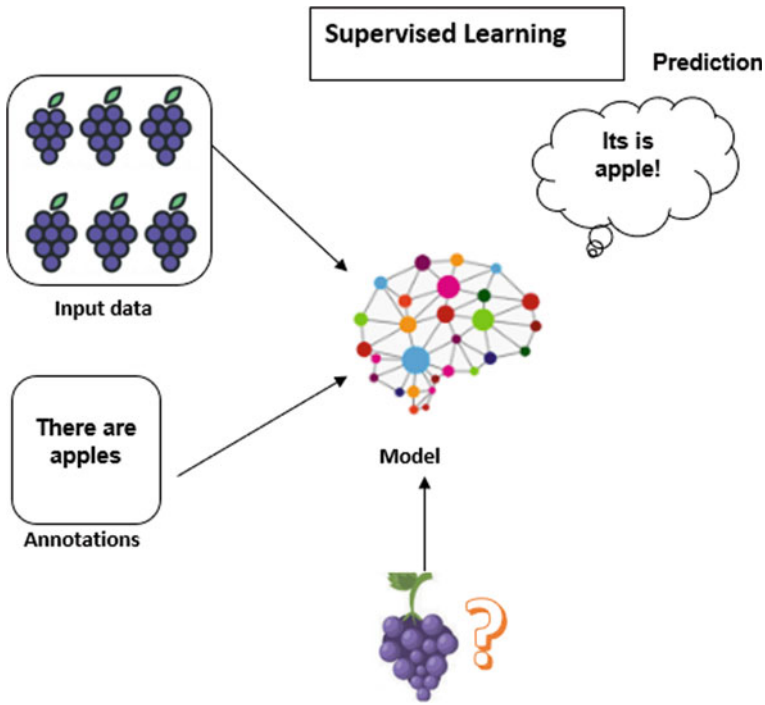 Supervised Learning
Prediction
Its is
apple!
Input data
There are
apples
Annotations
Model
?